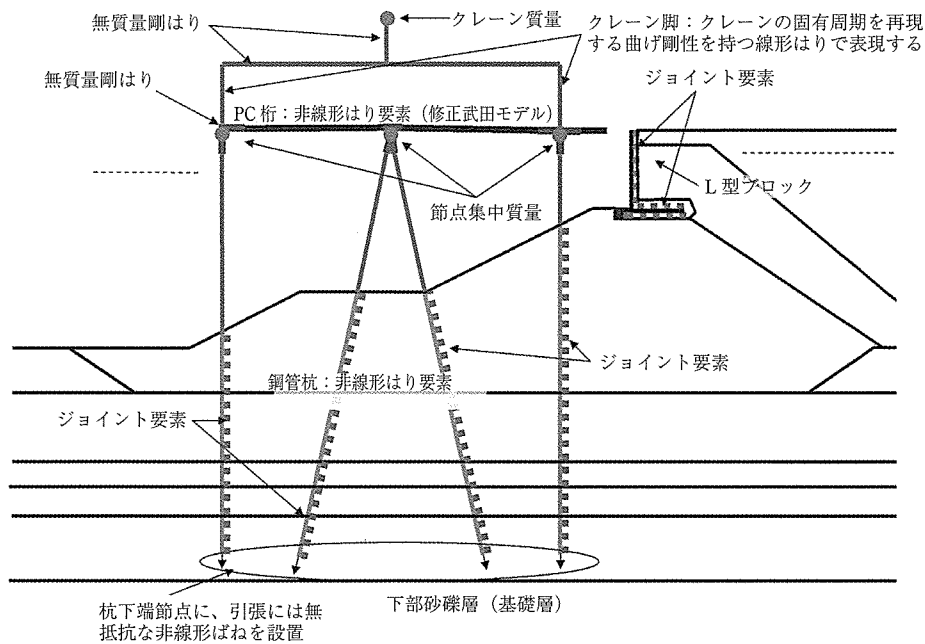 無質量剛はり
クレーン質量
クレーン脚：クレーンの固有周期を再現
する曲げ剛性を持つ線形はりで表現する
無質量剛はり
ジョイント要素
PC 桁：非線形はり要素（修正武田モデル）
L 型ブロック
節点集中質量
ジョイント要素
鋼管杭：非線形はり要素
ジョイント要素
下部砂礫層（基礎層）
杭下端節点に、引張には無
抵抗な非線形ばねを設置